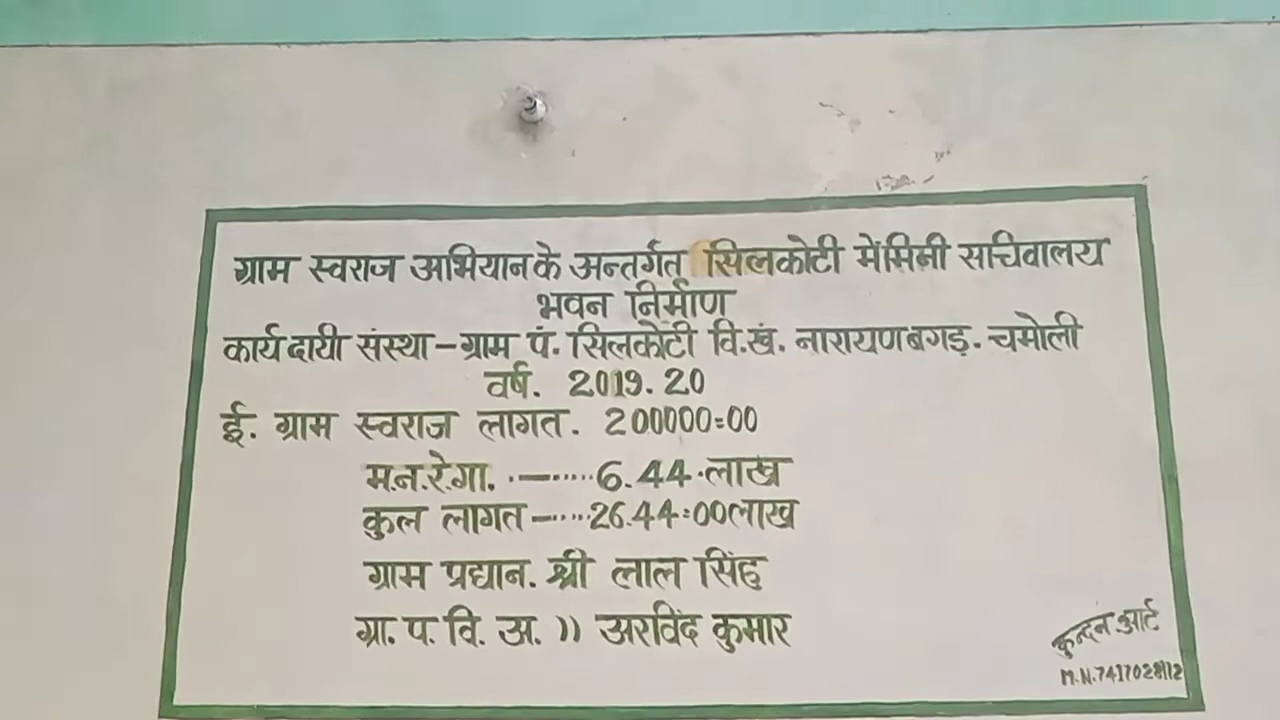 ग्राम स्वराज अभियान के अन्तर्गत सिलकोटी में मिनी सचिवालय
भवन निर्माण
कार्यदायी संस्था - ग्राम पं. सिलकोटी वि.खं. नारायणबगड़. चमोली
वर्ष. 2019.20
ई. ग्राम स्वराज लागत. 200000=00
म.न.रे.गा. .—.....6.44.लाख
कुल लागत —.....26.44=00लाख
ग्राम प्रधान. श्री लाल सिंह
ग्रा. प. वि. अ. )) अरविंद कुमार
कुन्दन आर्ट